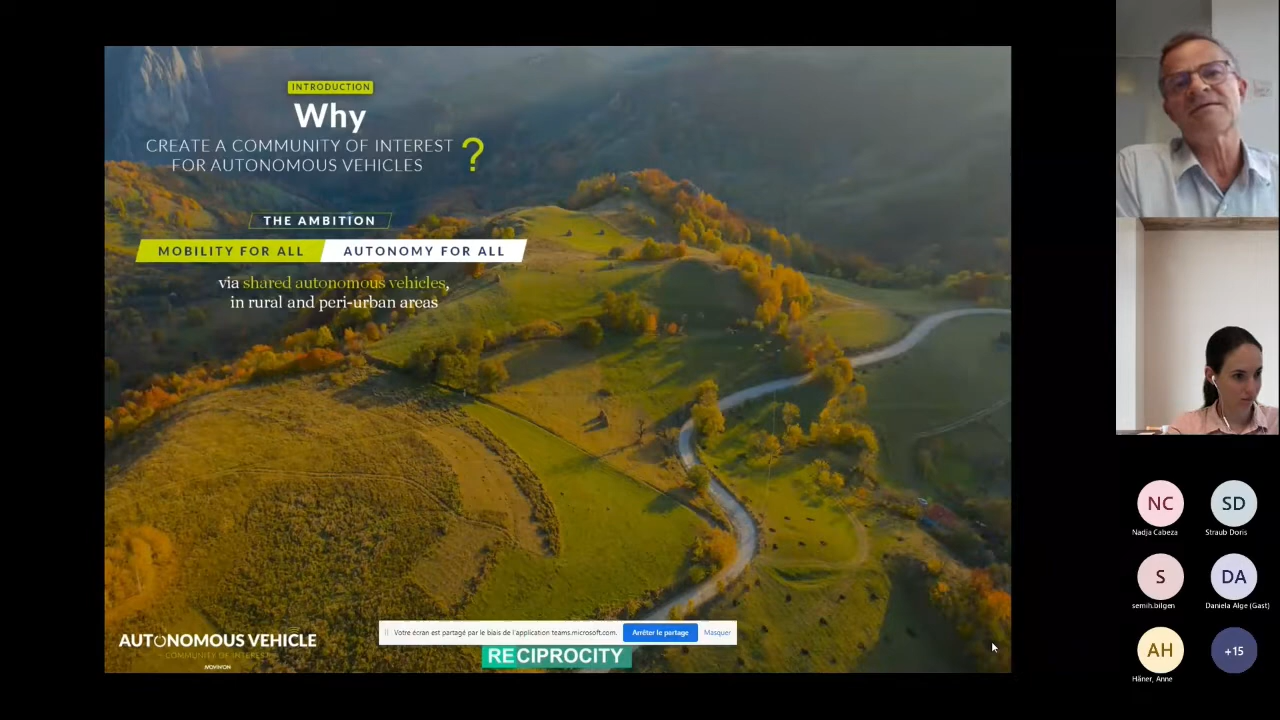 INTRODUCTION
Why
CREATE A COMMUNITY OF INTEREST
FOR AUTONOMOUS VEHICLES
?
THE AMBITION
MOBILITY FOR ALL AUTONOMY FOR ALL
via shared autonomous vehicles,
in rural and peri-urban areas
AUTONOMOUS VEHICLE
COMMUNITY OF INTEREST
MOVIN'ON
Votre écran est partagé par le biais de l'application teams.microsoft.com. Arrêter le partage Masquer
RECIPROCITY
NC SD
Nadja Cabeza Straub Doris
S DA
semih.bilgen Daniela Alge (Gast)
AH +15
Häner, Anne